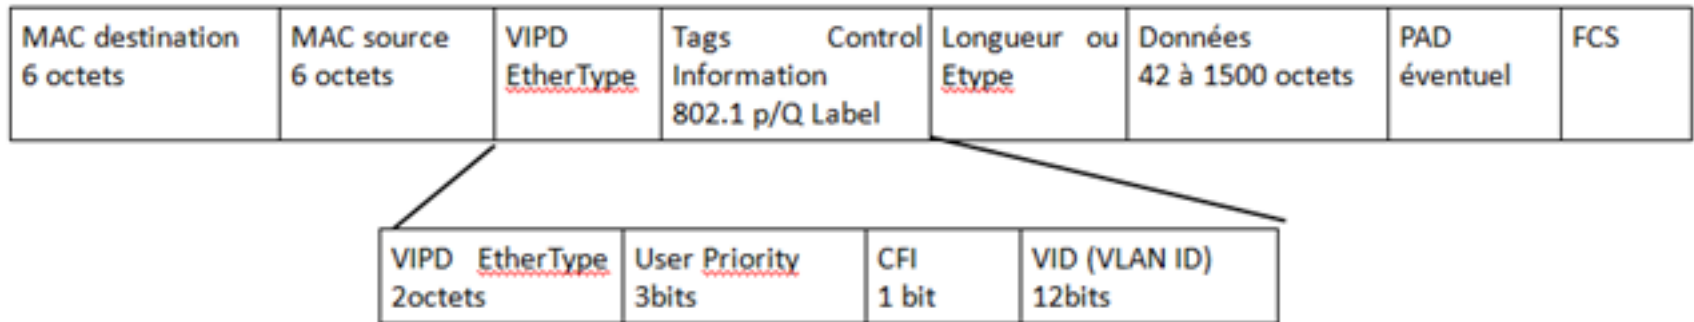 MAC destination
6 octets
MAC source
6 octets
VIPD
EtherType
Tags Control
Information
802.1 p/Q Label
Longueur ou
Etype
Données
42 à 1500 octets
PAD
éventuel
FCS
VIPD EtherType
2octets
User Priority
3bits
CFI
1 bit
VID (VLAN ID)
12bits